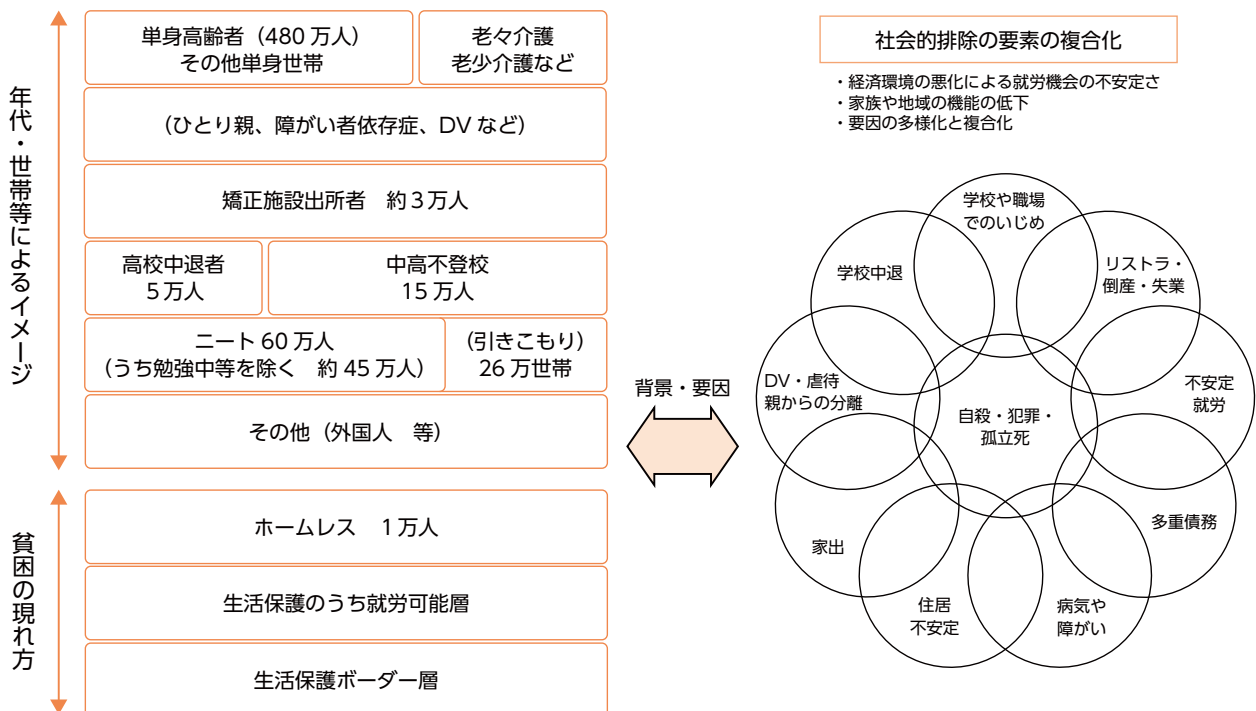 年代・世帯等によるイメージ
単身高齢者（480 万人）
その他単身世帯
老々介護
老少介護など
（ひとり親、障がい者依存症、DV など）
矯正施設出所者　約３万人
高校中退者
５万人
中高不登校
15 万人
ニート 60 万人
（うち勉強中等を除く　約 45 万人）
（引きこもり）
26 万世帯
その他（外国人　等）
貧困の現れ方
ホームレス　１万人
生活保護のうち就労可能層
生活保護ボーダー層
背景・要因
社会的排除の要素の複合化
・経済環境の悪化による就労機会の不安定さ
・家族や地域の機能の低下
・要因の多様化と複合化
学校や職場
でのいじめ
リストラ・
倒産・失業
不安定
就労
多重債務
病気や
障がい
住居
不安定
家出
DV・虐待
親からの分離
学校中退
自殺・犯罪・
孤立死